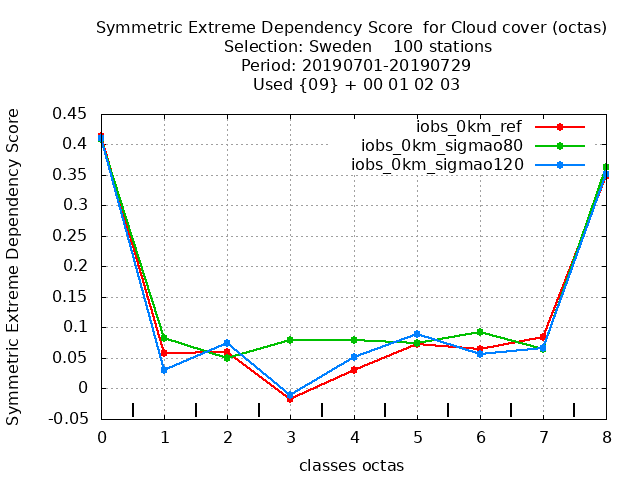 Symmetric Extreme Dependency Score  for Cloud cover (octas)
Selection: Sweden    100 stations
Period: 20190701-20190729
Used {09} + 00 01 02 03
Symmetric Extreme Dependency Score
0.45
0.4
0.35
0.3
0.25
0.2
0.15
0.1
0.05
0
-0.05
iobs_0km_ref
iobs_0km_sigmao80
iobs_0km_sigmao120
0 1 2 3 4 5 6 7 8
classes octas